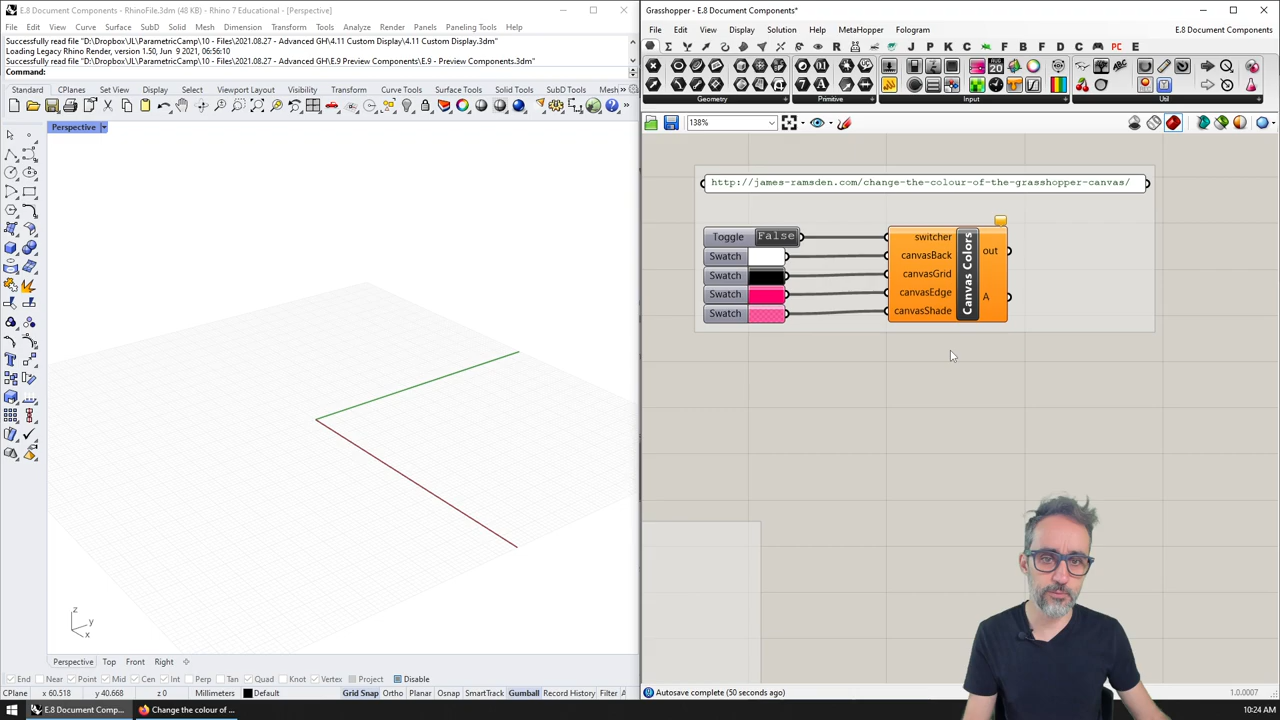 E.8 Document Components - RhinoFile.3dm (48 KB) - Rhino 7 Educational - [Perspective]
File Edit View Curve Surface Solid SubD Mesh Dimension Transform Tools Analyze Render Panels Paneling Tools Help
Successfully read file "D:\Dropbox\JL\ParametricCamp\10 - Files\2021.08.27 - Advanced GH\4.11 Custom Display\4.11 Custom Display.3dm"
Loading Legacy Rhino Render, version 1.50, Jun 9 2021, 06:56:10
Successfully read file "D:\Dropbox\JL\ParametricCamp\10 - Files\2021.08.27 - Advanced GH\E.9 Preview Components\E.9 - Preview Components.3dm"
Command:
Standard CPlanes Set View Display Select Viewport Layout Visibility Transform Curve Tools Surface Tools Solid Tools SubD Tools Mesh
Perspective
z
y
x
Perspective Top Front Right
End Near Point Mid Cen Int Perp Tan Quad Knot Vertex Project Disable
CPlane x 60.518 y 40.668 z 0 Millimeters Default Grid Snap Ortho Planar Osnap SmartTrack Gumball Record History Filter
E.8 Document Comp... Change the colour of ...
Grasshopper - E.8 Document Components*
File Edit View Display Solution Help MetaHopper Fologram E.8 Document Components
Geometry Primitive Input Util
138%
http://james-ramsden.com/change-the-colour-of-the-grasshopper-canvas/
Toggle False
Swatch
Swatch
Swatch
Swatch
switcher
canvasBack
canvasGrid
canvasEdge
canvasShade
Canvas Colors
out
A
Autosave complete (50 seconds ago)
1.0.0007
10:24 AM